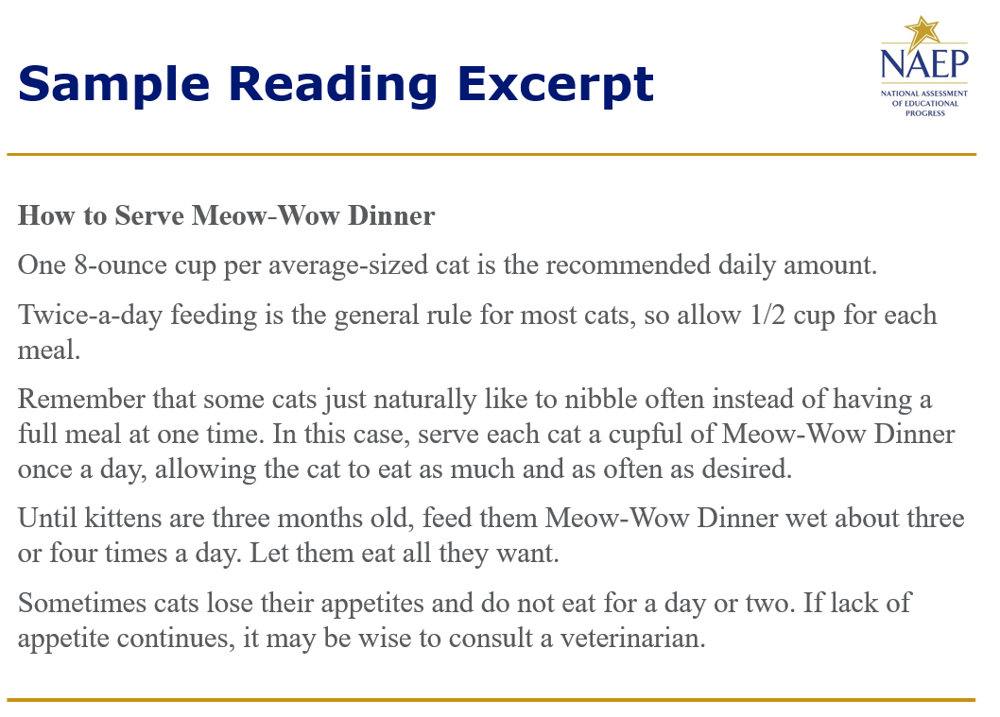 Sample Reading Excerpt
NAEP
NATIONAL ASSESSMENT
OF EDUCATIONAL
PROGRESS
How to Serve Meow-Wow Dinner
One 8-ounce cup per average-sized cat is the recommended daily amount.
Twice-a-day feeding is the general rule for most cats, so allow 1/2 cup for each
meal.
Remember that some cats just naturally like to nibble often instead of having a
full meal at one time. In this case, serve each cat a cupful of Meow-Wow Dinner
once a day, allowing the cat to eat as much and as often as desired.
Until kittens are three months old, feed them Meow-Wow Dinner wet about three
or four times a day. Let them eat all they want.
Sometimes cats lose their appetites and do not eat for a day or two. If lack of
appetite continues, it may be wise to consult a veterinarian.